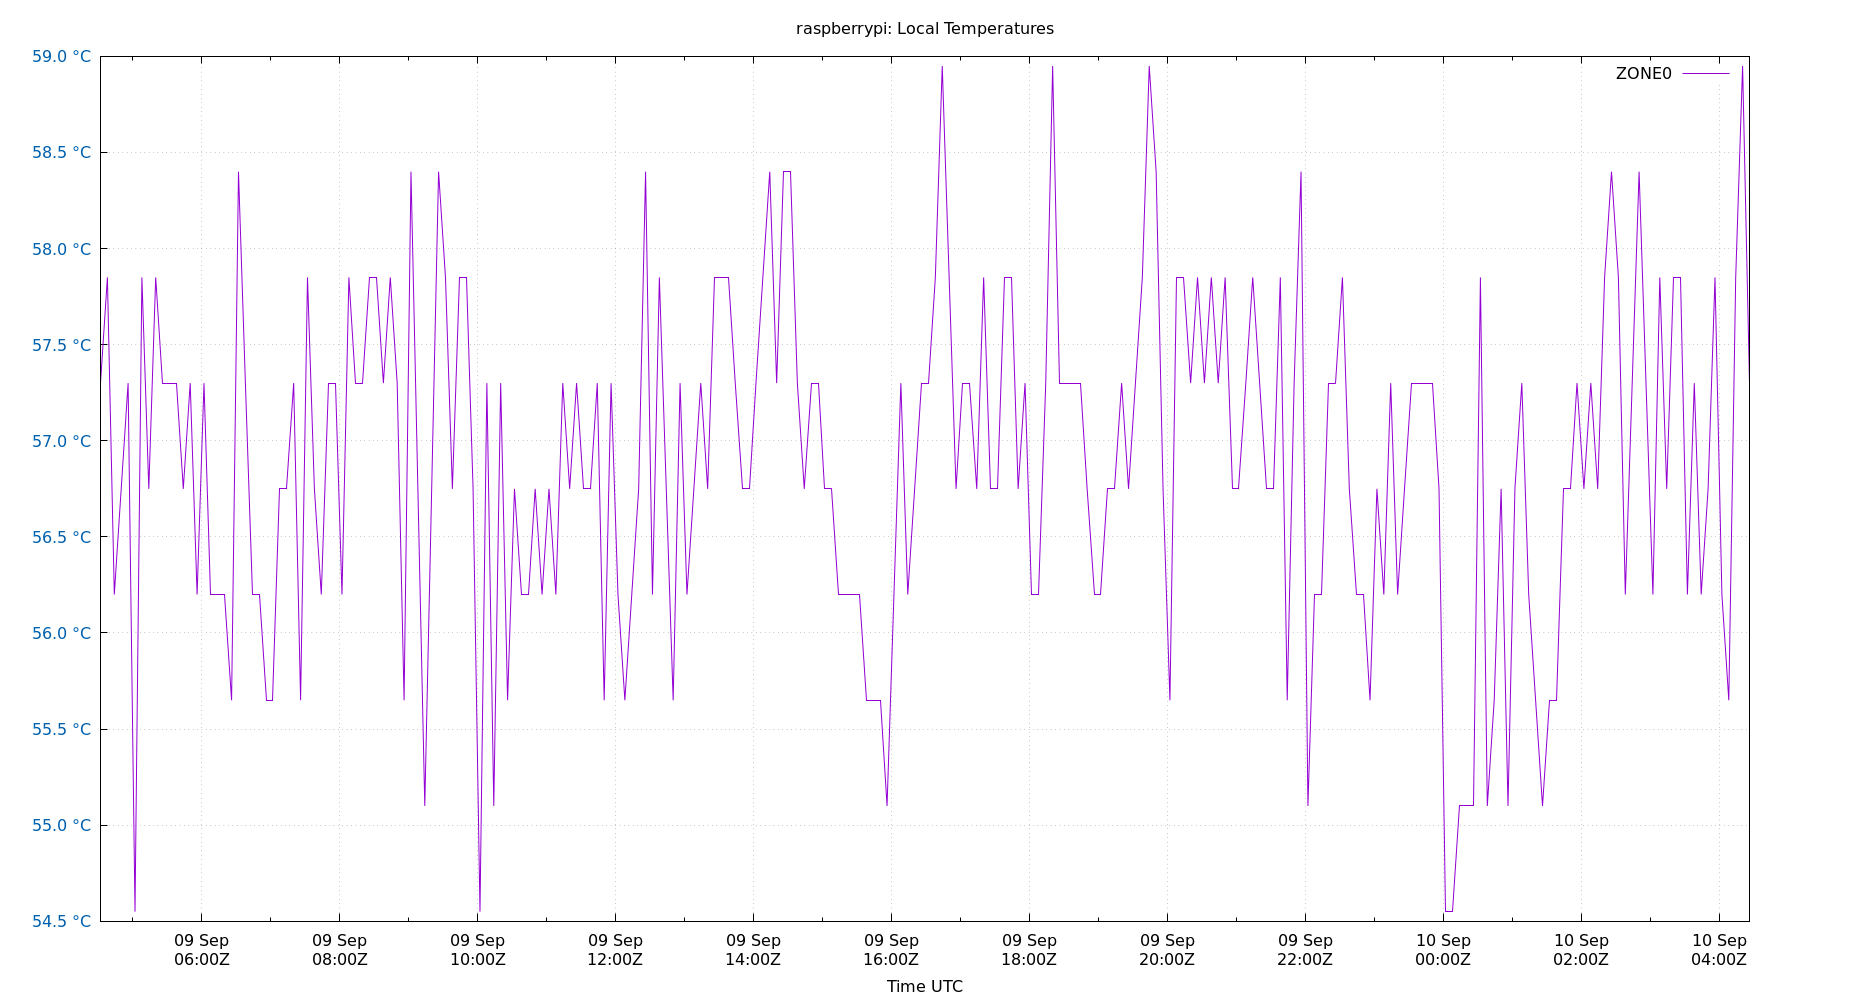 raspberrypi: Local Temperatures
59.0 °C
ZONE0
58.5 °C
58.0 °C
57.5 °C
57.0 °C
56.5 °C
56.0 °C
55.5 °C
55.0 °C
54.5 °C
09 Sep 09 Sep 09 Sep 09 Sep 09 Sep 09 Sep 09 Sep 09 Sep 09 Sep 10 Sep 10 Sep 10 Sep
06:00Z 08:00Z 10:00Z 12:00Z 14:00Z 16:00Z 18:00Z 20:00Z 22:00Z 00:00Z 02:00Z 04:00Z
Time UTC